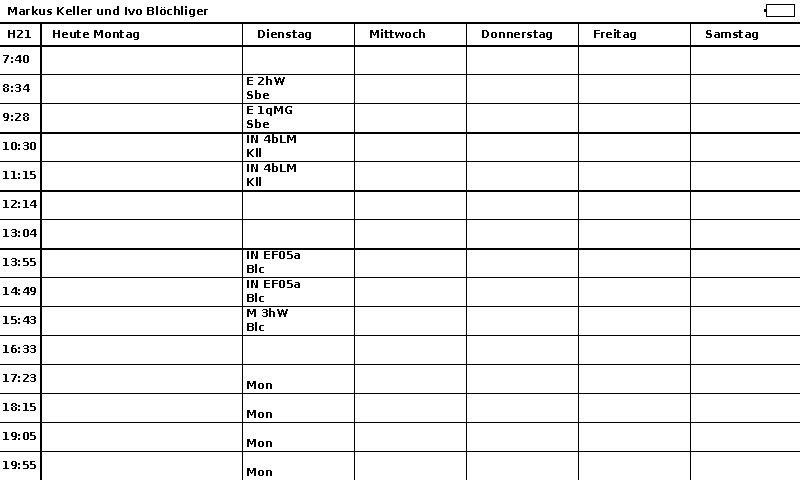 Markus Keller und Ivo Blöchliger
H21 Heute Montag Dienstag Mittwoch Donnerstag Freitag Samstag
7:40
8:34 E 2hW
Sbe
9:28 E 1qMG
Sbe
10:30 IN 4bLM
Kll
11:15 IN 4bLM
Kll
12:14
13:04
13:55 IN EF05a
Blc
14:49 IN EF05a
Blc
15:43 M 3hW
Blc
16:33
17:23 Mon
18:15 Mon
19:05 Mon
19:55 Mon